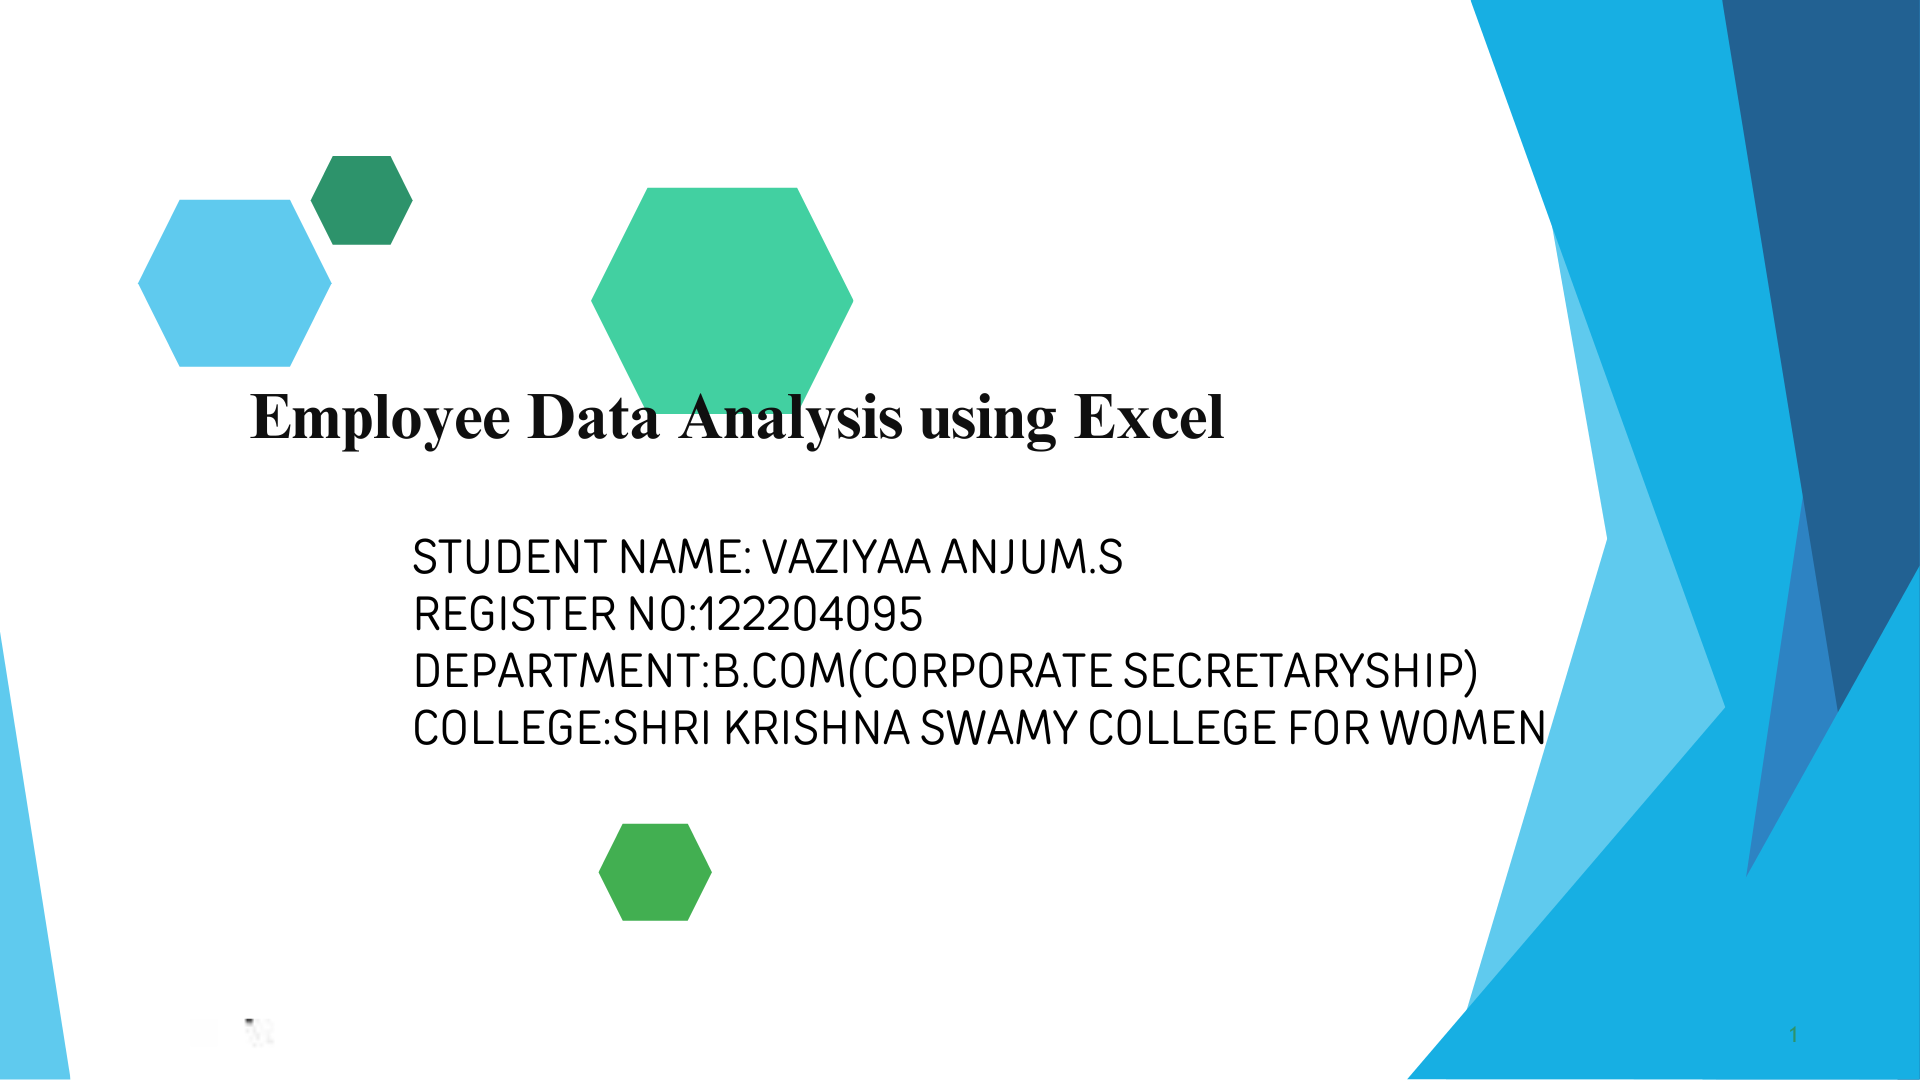 Employee Data Analysis using Excel
STUDENT NAME: VAZIYAA ANJUM.S
REGISTER NO:122204095
DEPARTMENT:B.COM(CORPORATE SECRETARYSHIP)
COLLEGE:SHRI KRISHNA SWAMY COLLEGE FOR WOMEN
1